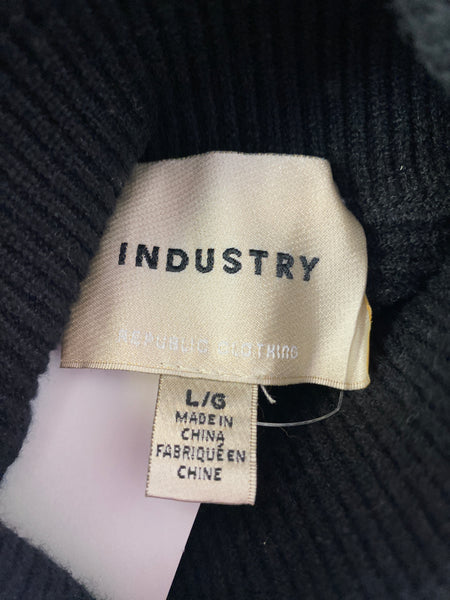 INDUSTRY
REPUBLIC CLOTHING
L/G
MADE IN
CHINA
FABRIQUÉ EN
CHINE